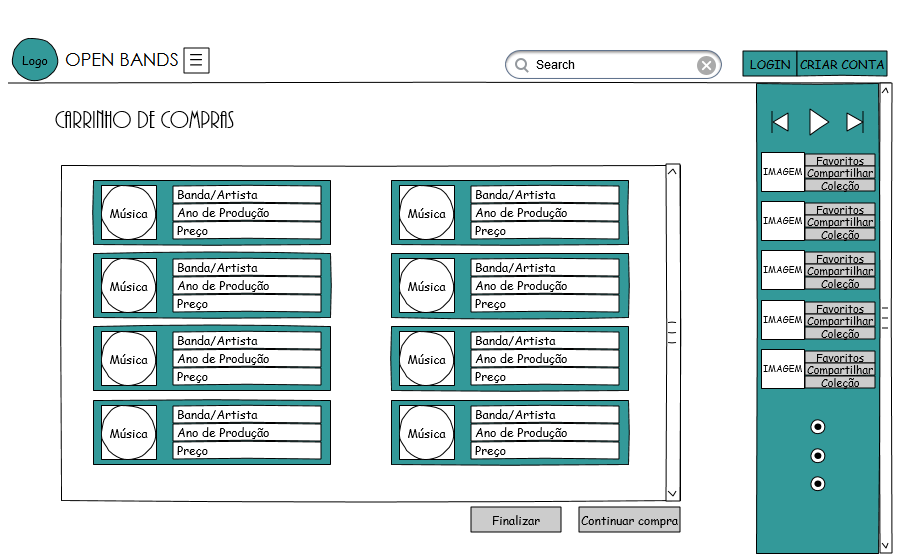 Logo
OPEN BANDS
Search
LOGIN
CRIAR CONTA
CARRINHO DE COMPRAS
Música
Banda/Artista
Ano de Produção
Preço
Música
Banda/Artista
Ano de Produção
Preço
Música
Banda/Artista
Ano de Produção
Preço
Música
Banda/Artista
Ano de Produção
Preço
Música
Banda/Artista
Ano de Produção
Preço
Música
Banda/Artista
Ano de Produção
Preço
Música
Banda/Artista
Ano de Produção
Preço
Música
Banda/Artista
Ano de Produção
Preço
Finalizar
Continuar compra
IMAGEM
Favoritos
Compartilhar
Coleção
IMAGEM
Favoritos
Compartilhar
Coleção
IMAGEM
Favoritos
Compartilhar
Coleção
IMAGEM
Favoritos
Compartilhar
Coleção
IMAGEM
Favoritos
Compartilhar
Coleção